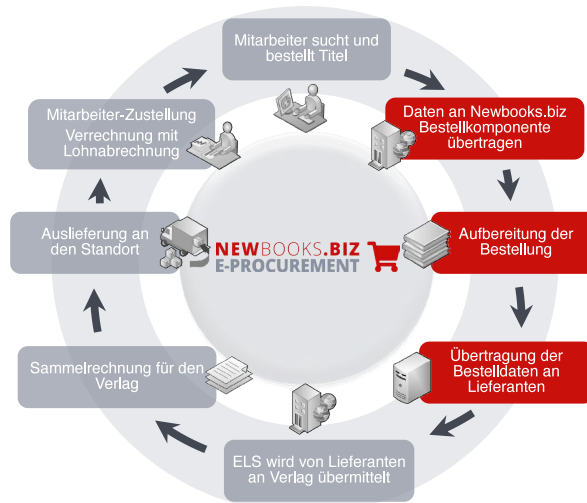 Mitarbeiter sucht und
bestellt Titel
Daten an Newbooks.biz
Bestellkomponente
übertragen
Aufbereitung der
Bestellung
Übertragung der
Bestelldaten an
Lieferanten
ELS wird von Lieferanten
an Verlag übermittelt
Sammelrechnung für den
Verlag
Auslieferung an
den Standort
Mitarbeiter-Zustellung
Verrechnung mit
Lohnabrechnung
NEWBOOKS.BIZ
E-PROCUREMENT